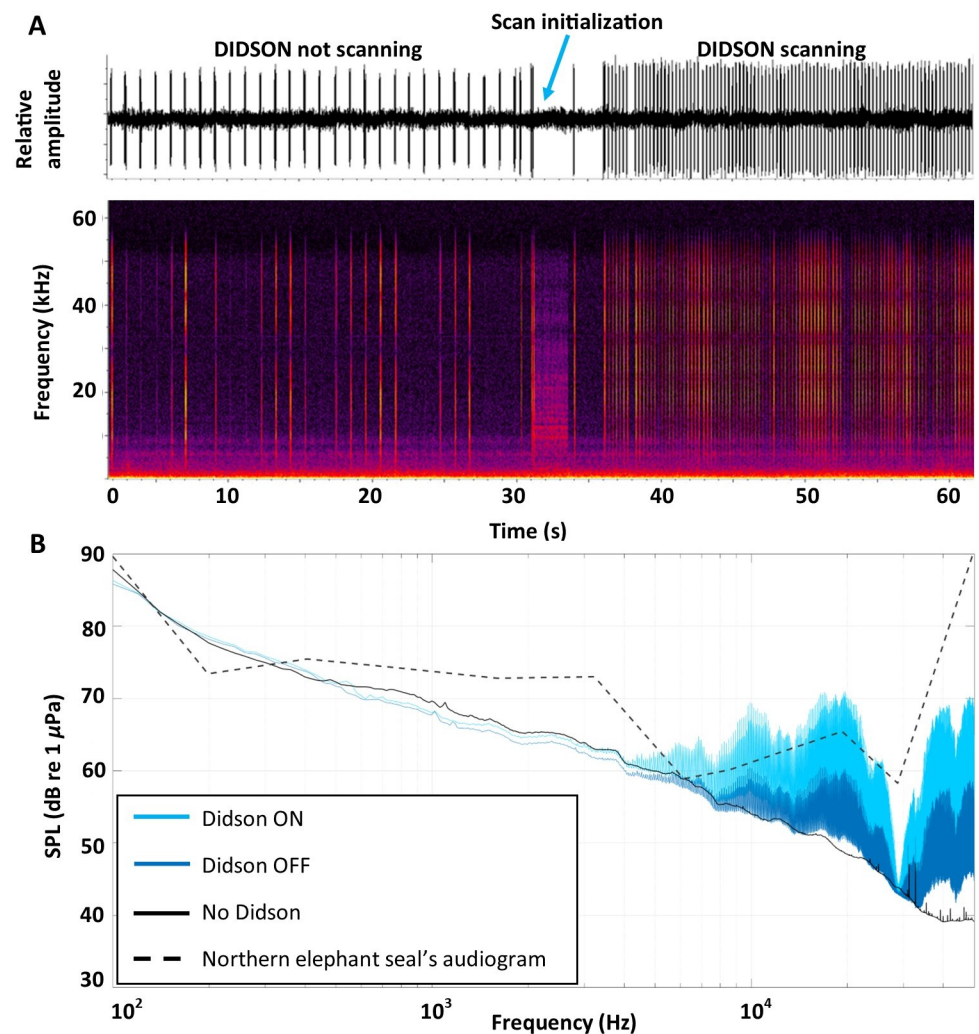 A
Scan initialization
DIDSON not scanning
DIDSON scanning
Relative
amplitude
Frequency (kHz)
60
40
20
0 10 20 30 40 50 60
Time (s)
B
SPL (dB re 1 µPa)
90
80
70
60
50
40
30
Didson ON
Didson OFF
No Didson
Northern elephant seal's audiogram
10² 10³ 10⁴
Frequency (Hz)